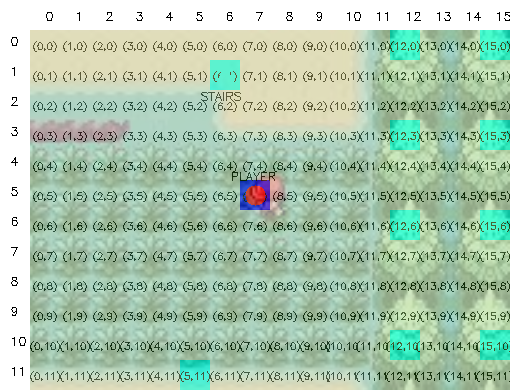 0 1 2 3 4 5 6 7 8 9 10 11 12 13 14 15
0 (0,0) (1,0) (2,0) (3,0) (4,0) (5,0) (6,0) (7,0) (8,0) (9,0) (10,0) (11,0) (12,0) (13,0) (14,0) (15,0)
1 (0,1) (1,1) (2,1) (3,1) (4,1) (5,1) (7,1) (8,1) (9,1) (10,1) (11,1) (12,1) (13,1) (14,1) (15,1)
STAIRS
2 (0,2) (1,2) (2,2) (3,2) (4,2) (5,2) (6,2) (7,2) (8,2) (9,2) (10,2) (11,2) (12,2) (13,2) (14,2) (15,2)
3 (0,3) (1,3) (2,3) (3,3) (4,3) (5,3) (6,3) (7,3) (8,3) (9,3) (10,3) (11,3) (12,3) (13,3) (14,3) (15,3)
4 (0,4) (1,4) (2,4) (3,4) (4,4) (5,4) (6,4) (7,4) (8,4) (9,4) (10,4) (11,4) (12,4) (13,4) (14,4) (15,4)
PLAYER
5 (0,5) (1,5) (2,5) (3,5) (4,5) (5,5) (6,5) (8,5) (9,5) (10,5) (11,5) (12,5) (13,5) (14,5) (15,5)
6 (0,6) (1,6) (2,6) (3,6) (4,6) (5,6) (6,6) (7,6) (8,6) (9,6) (10,6) (11,6) (12,6) (13,6) (14,6) (15,6)
7 (0,7) (1,7) (2,7) (3,7) (4,7) (5,7) (6,7) (7,7) (8,7) (9,7) (10,7) (11,7) (12,7) (13,7) (14,7) (15,7)
8 (0,8) (1,8) (2,8) (3,8) (4,8) (5,8) (6,8) (7,8) (8,8) (9,8) (10,8) (11,8) (12,8) (13,8) (14,8) (15,8)
9 (0,9) (1,9) (2,9) (3,9) (4,9) (5,9) (6,9) (7,9) (8,9) (9,9) (10,9) (11,9) (12,9) (13,9) (14,9) (15,9)
10 (0,10) (1,10) (2,10) (3,10) (4,10) (5,10) (6,10) (7,10) (8,10) (9,10) (10,10) (11,10) (12,10) (13,10) (14,10) (15,10)
11 (0,11) (1,11) (2,11) (3,11) (4,11) (5,11) (6,11) (7,11) (8,11) (9,11) (10,11) (11,11) (12,11) (13,11) (14,11) (15,11)